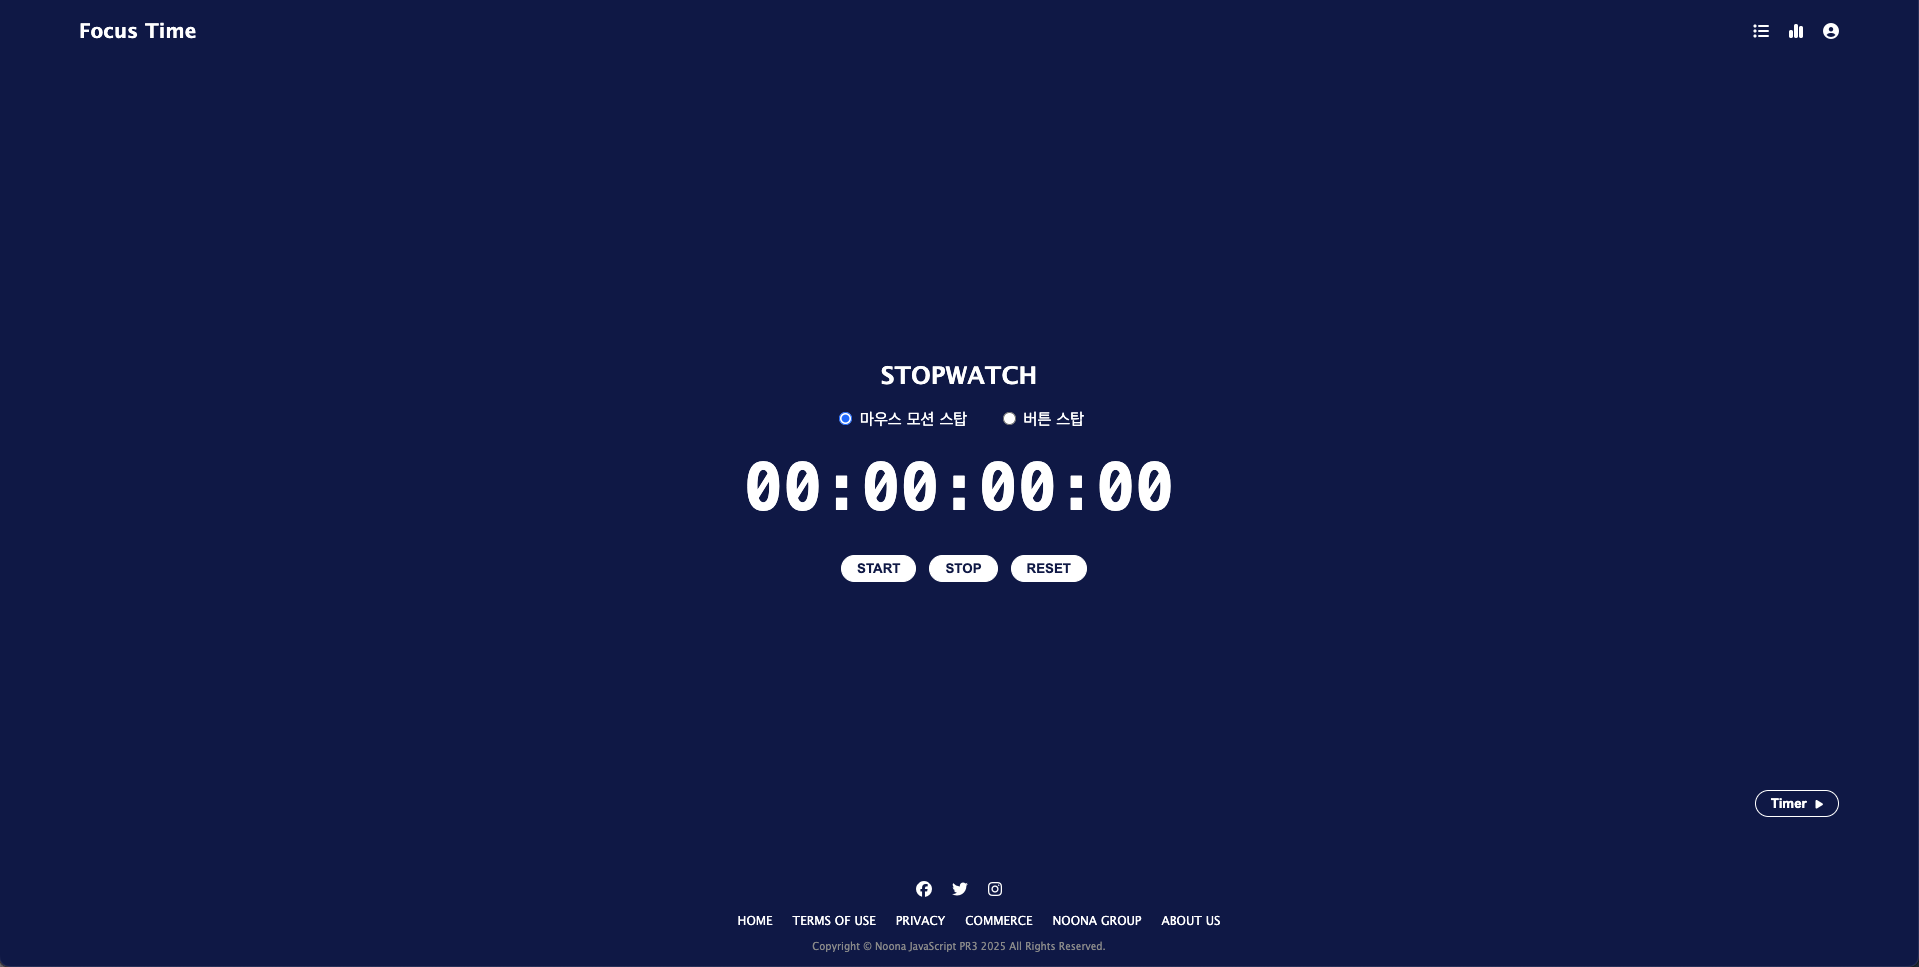 Focus Time
STOPWATCH
마우스 모션 스탑 버튼 스탑
00:00:00:00
START STOP RESET
Timer
HOME TERMS OF USE PRIVACY COMMERCE NOONA GROUP ABOUT US
Copyright © Noona JavaScript PR3 2025 All Rights Reserved.